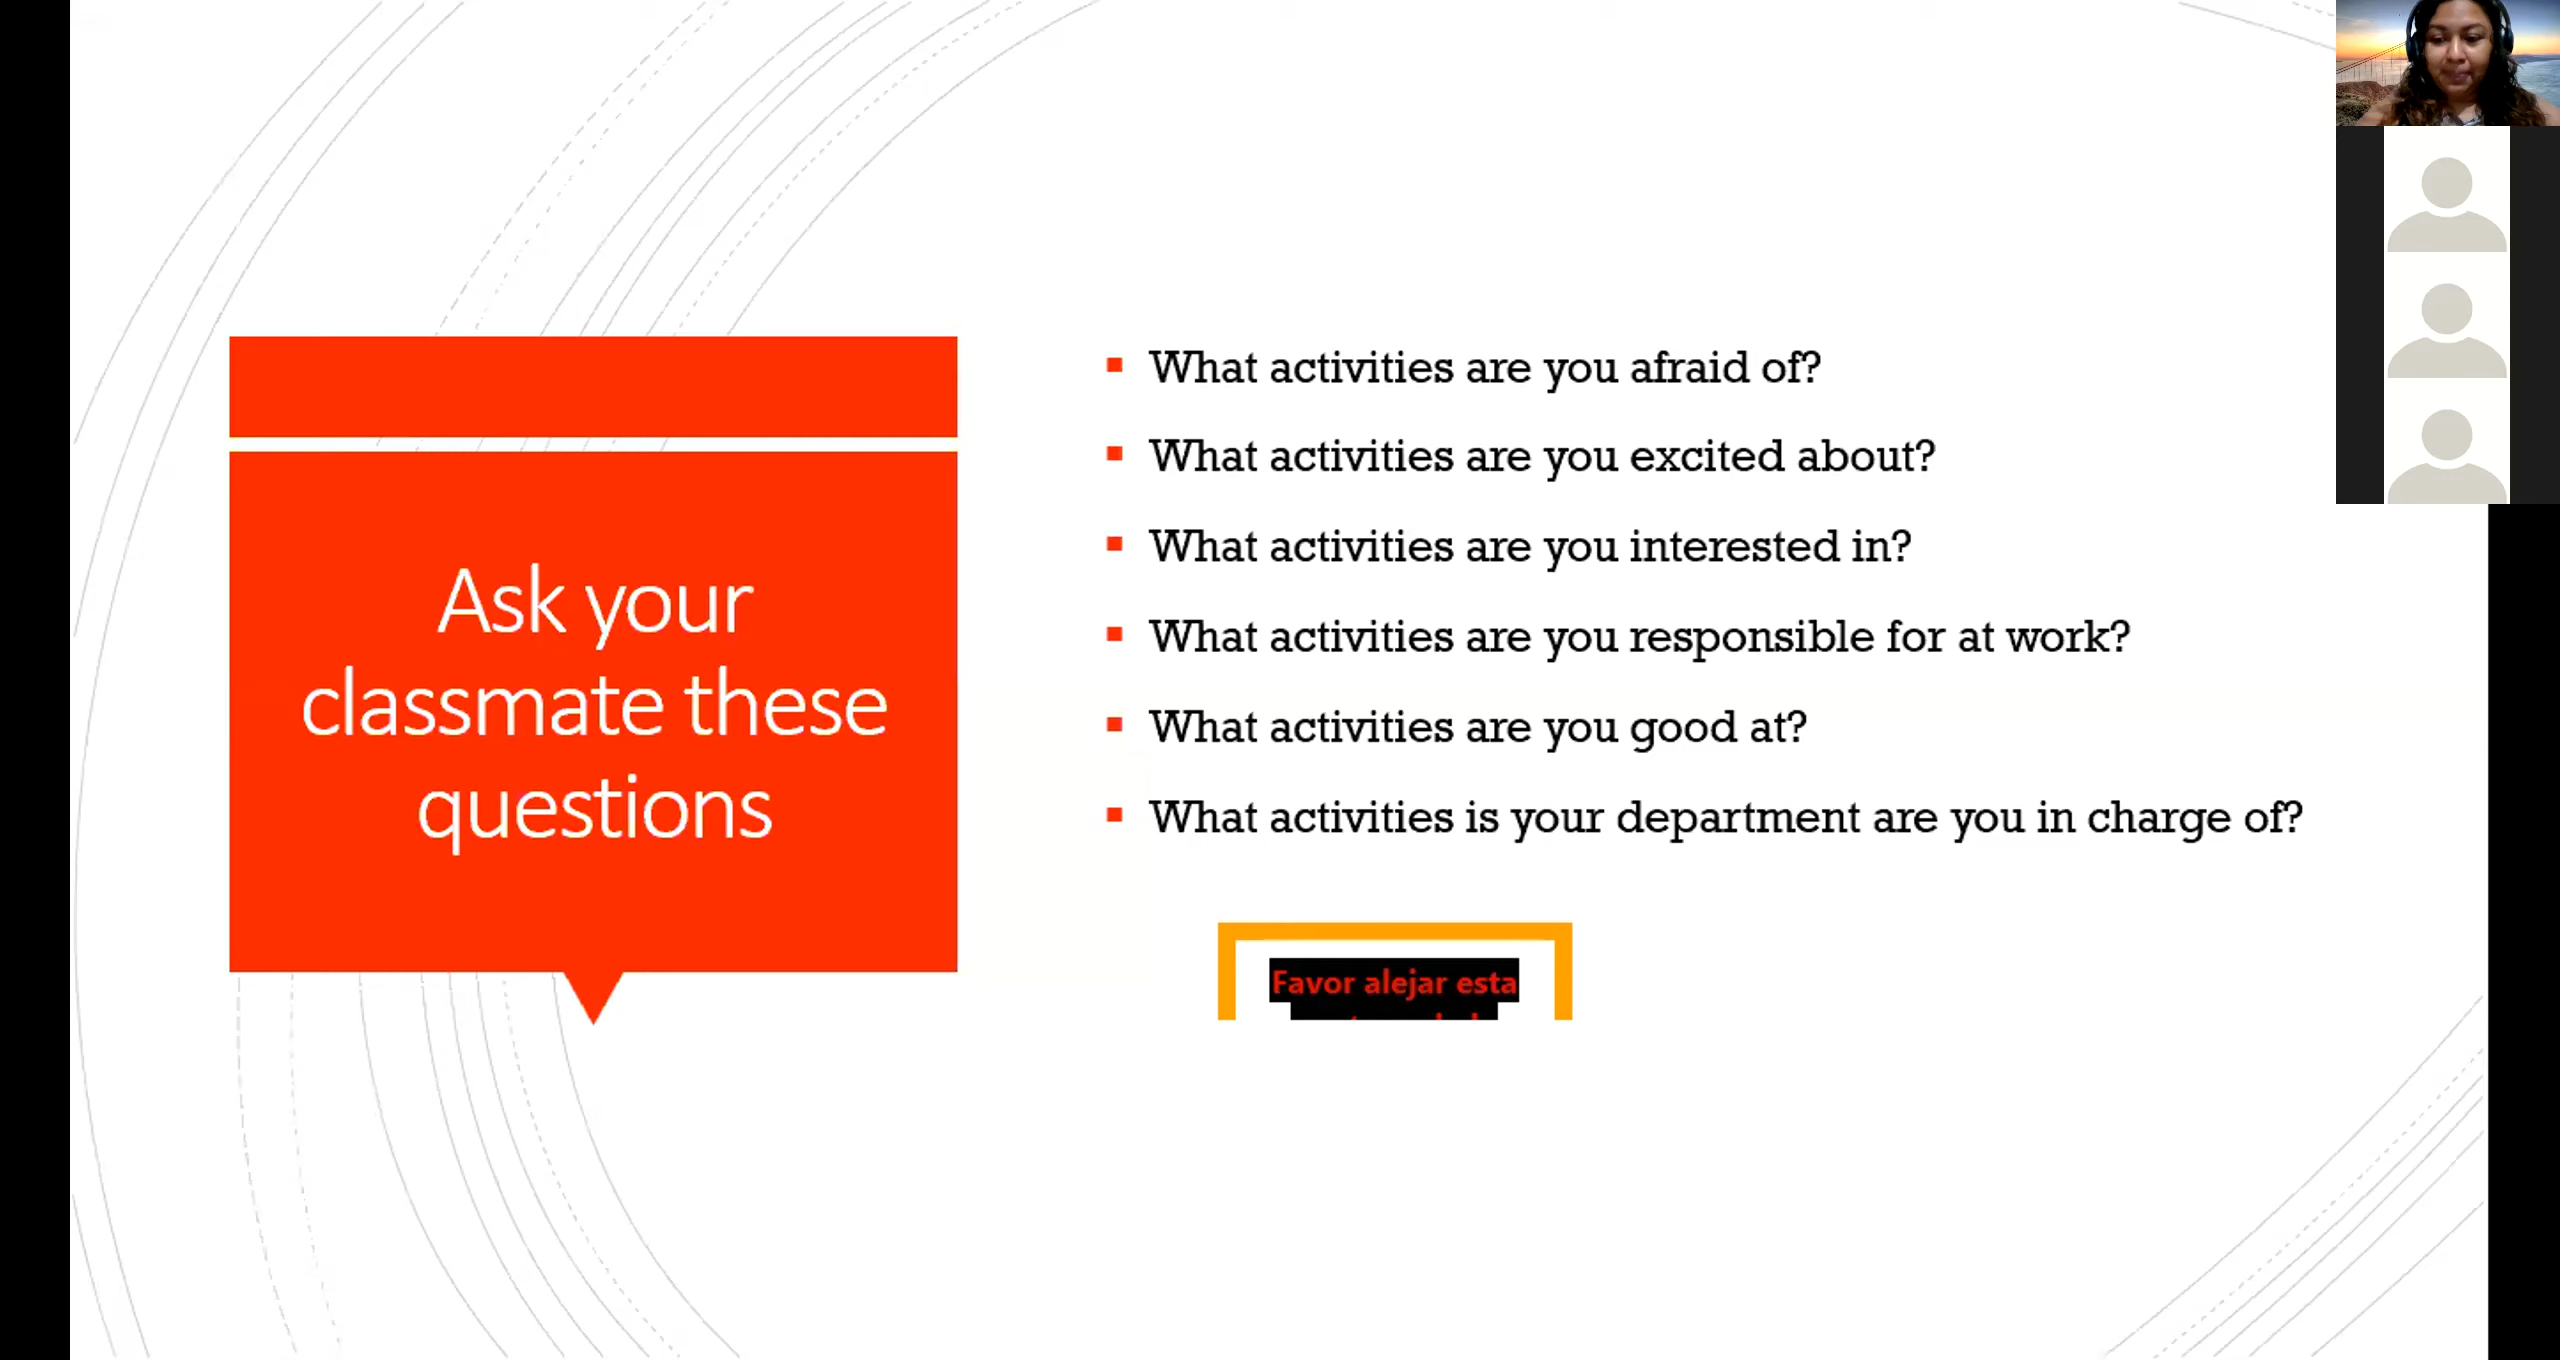 Ask your
classmate these
questions
What activities are you afraid of?
What activities are you excited about?
What activities are you interested in?
What activities are you responsible for at work?
What activities are you good at?
What activities is your department are you in charge of?
Favor alejar esta